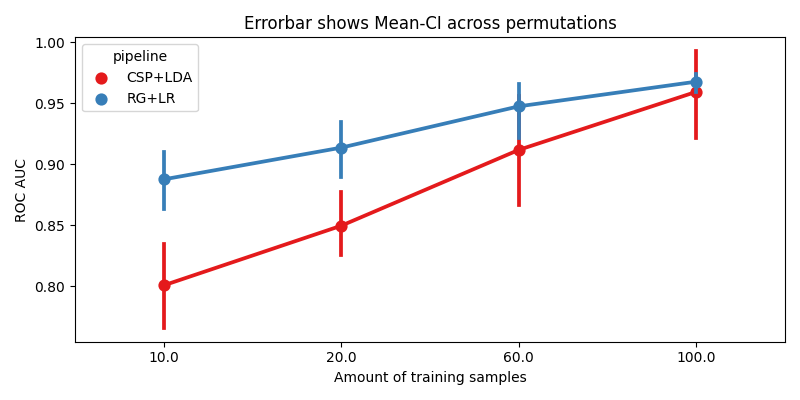 Errorbar shows Mean-CI across permutations
pipeline
CSP+LDA
RG+LR
1.00
0.95
0.90
0.85
0.80
ROC AUC
10.0
20.0
60.0
100.0
Amount of training samples